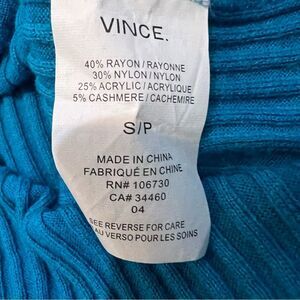 VINCE.
40% RAYON / RAYONNE
30% NYLON / NYLON
25% ACRYLIC / ACRYLIQUE
5% CASHMERE / CACHEMIRE
S/P
MADE IN CHINA
FABRIQUÉ EN CHINE
RN# 106730
CA# 34460
04
SEE REVERSE FOR CARE
AU VERSO POUR LES SOINS